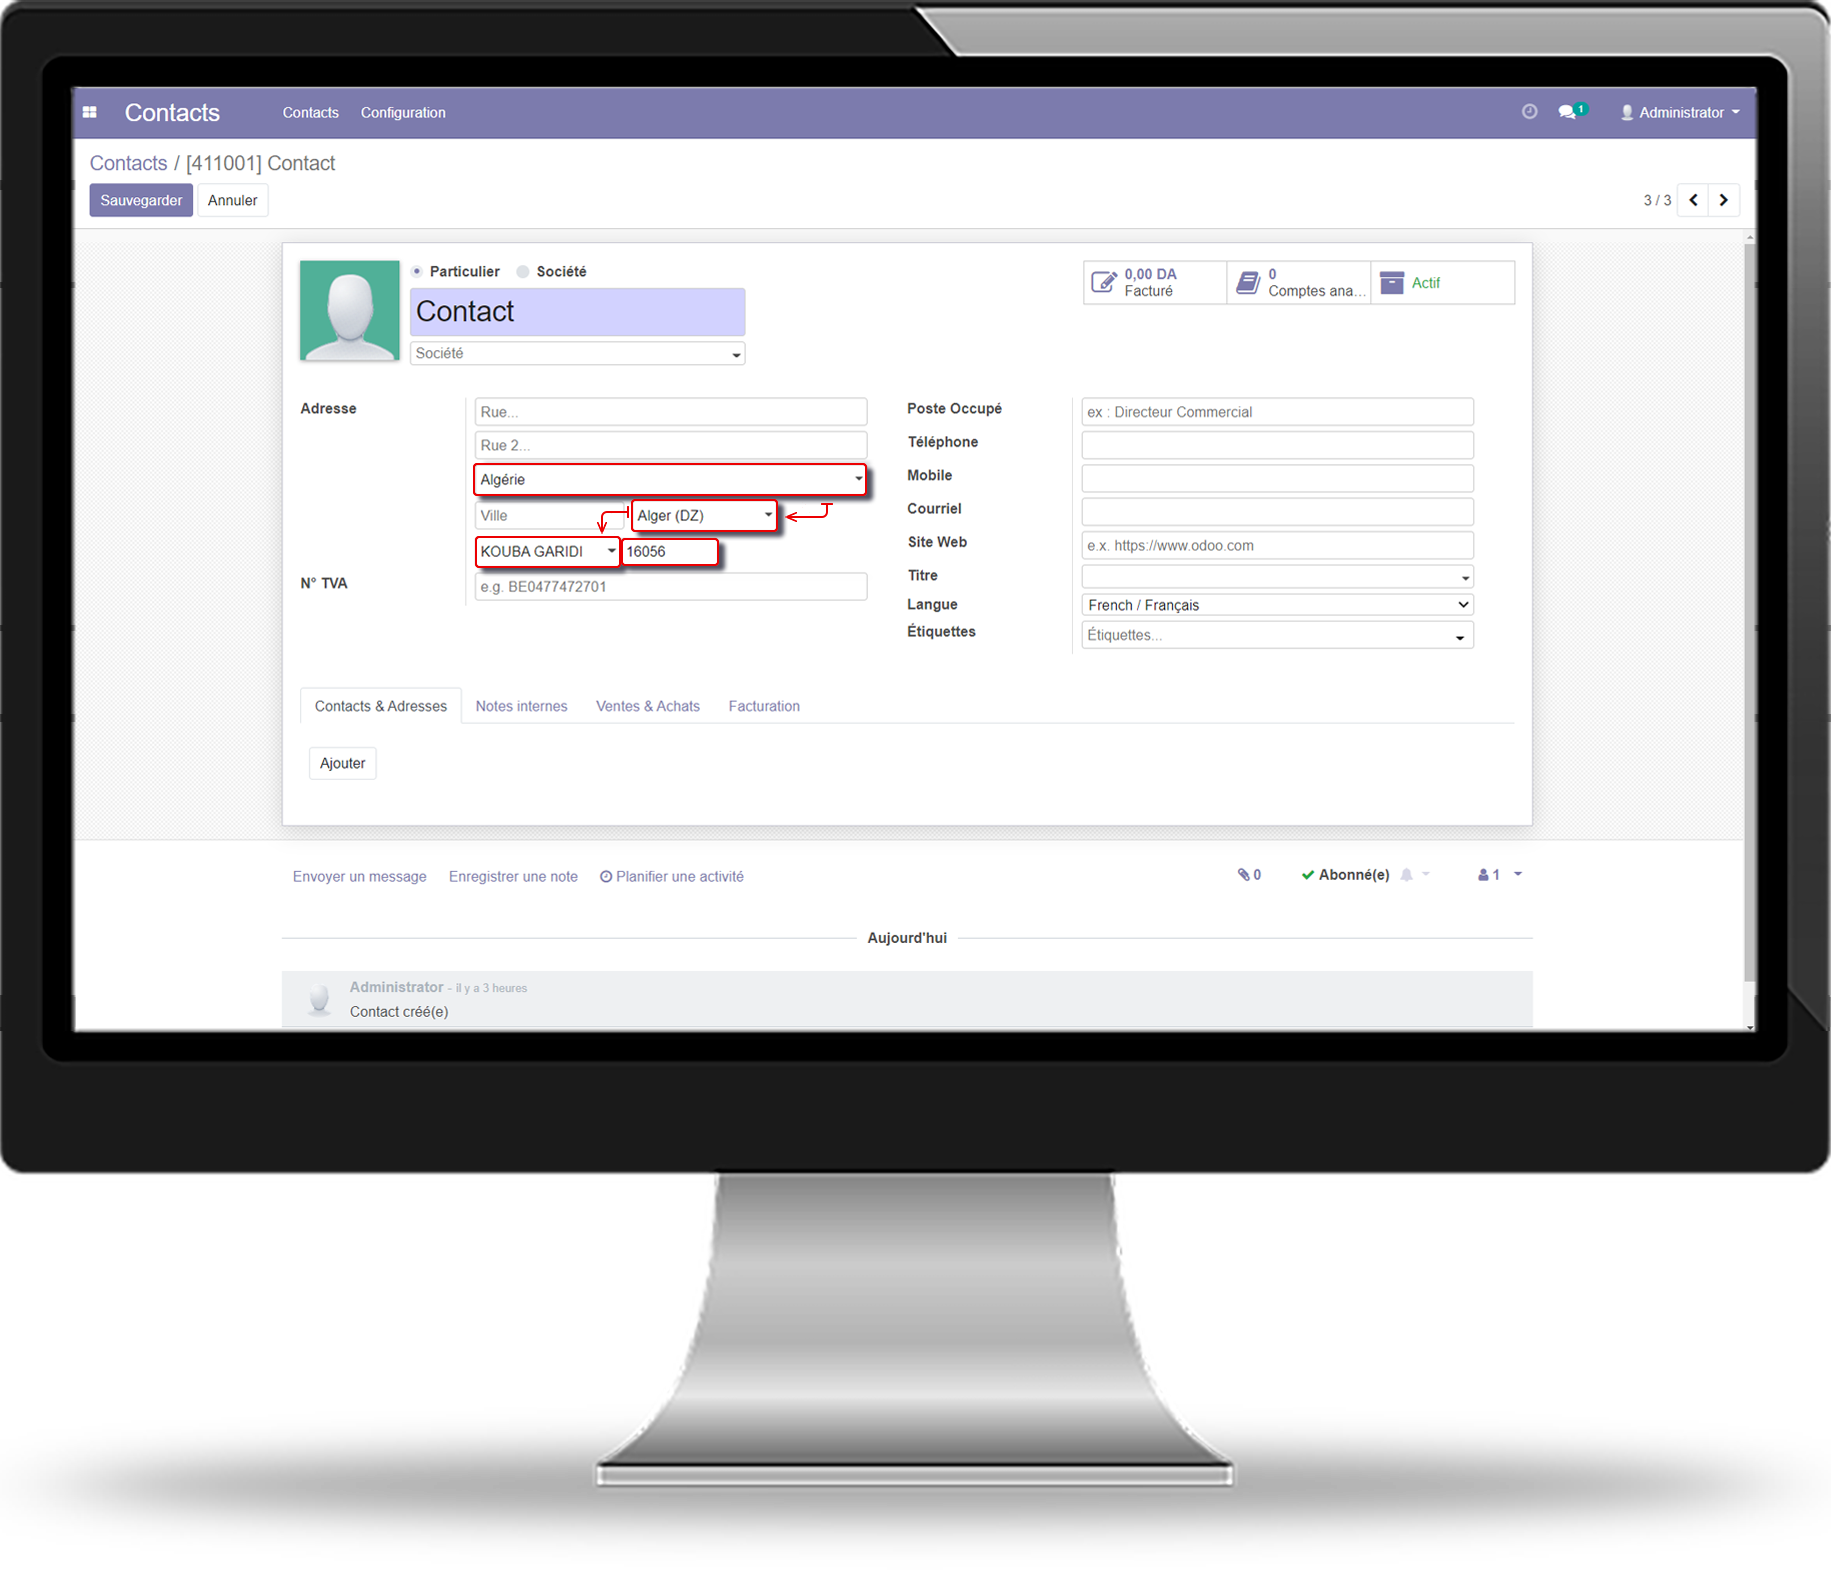 Contacts Contacts Configuration 1 Administrator
Contacts / [411001] Contact
Sauvegarder Annuler 3 / 3
Particulier Société
Contact
Société
0,00 DA
Facturé
0
Comptes ana...
Actif
Adresse
Rue...
Rue 2...
Algérie
Ville Alger (DZ)
KOUBA GARIDI 16056
N° TVA e.g. BE0477472701
Poste Occupé ex : Directeur Commercial
Téléphone
Mobile
Courriel
Site Web e.x. https://www.odoo.com
Titre
Langue French / Français
Étiquettes Étiquettes...
Contacts & Adresses Notes internes Ventes & Achats Facturation
Ajouter
Envoyer un message Enregistrer une note Planifier une activité 0 Abonné(e) 1
Aujourd'hui
Administrator - il y a 3 heures
Contact créé(e)